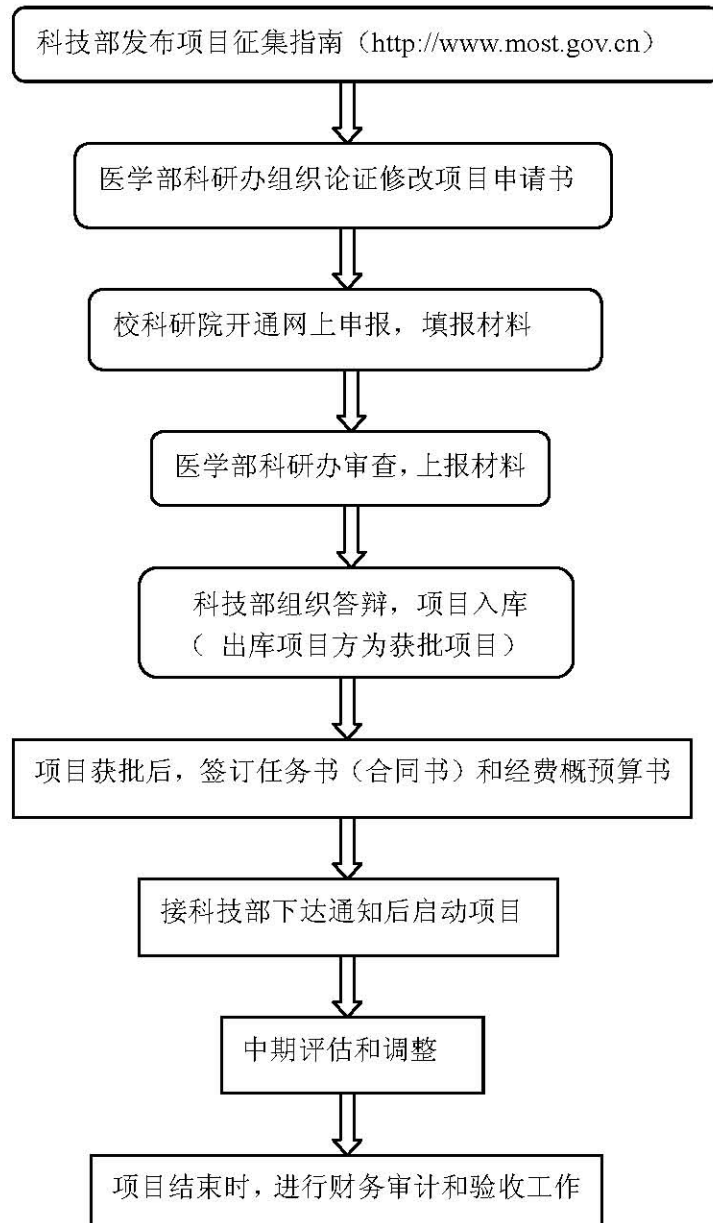 科技部发布项目征集指南（http://www.most.gov.cn）
医学部科研办组织论证修改项目申请书
校科研院开通网上申报，填报材料
医学部科研办审查，上报材料
科技部组织答辩，项目入库
（ 出库项目方为获批项目）
项目获批后，签订任务书（合同书）和经费概预算书
接科技部下达通知后启动项目
中期评估和调整
项目结束时，进行财务审计和验收工作